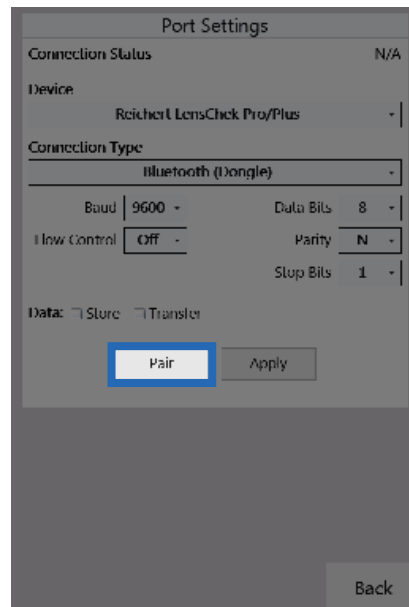 Port Settings
Connection Status N/A
Device
Reichert LensChek Pro/Plus
Connection Type
Bluetooth (Dongle)
Baud 9600 Data Bits 8
Flow Control Off Parity N
Stop Bits 1
Data: Store Transfer
Pair Apply
Back